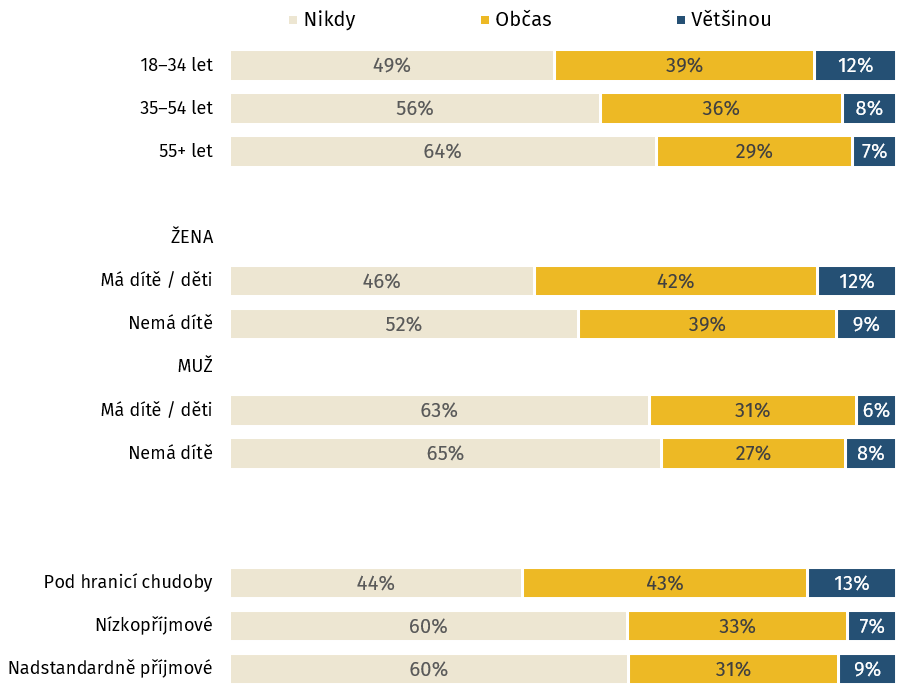 Nikdy Občas Většinou
18–34 let 49% 39% 12%
35–54 let 56% 36% 8%
55+ let 64% 29% 7%
ŽENA
Má dítě / děti 46% 42% 12%
Nemá dítě 52% 39% 9%
MUŽ
Má dítě / děti 63% 31% 6%
Nemá dítě 65% 27% 8%
Pod hranicí chudoby 44% 43% 13%
Nízkopříjmové 60% 33% 7%
Nadstandardně příjmové 60% 31% 9%